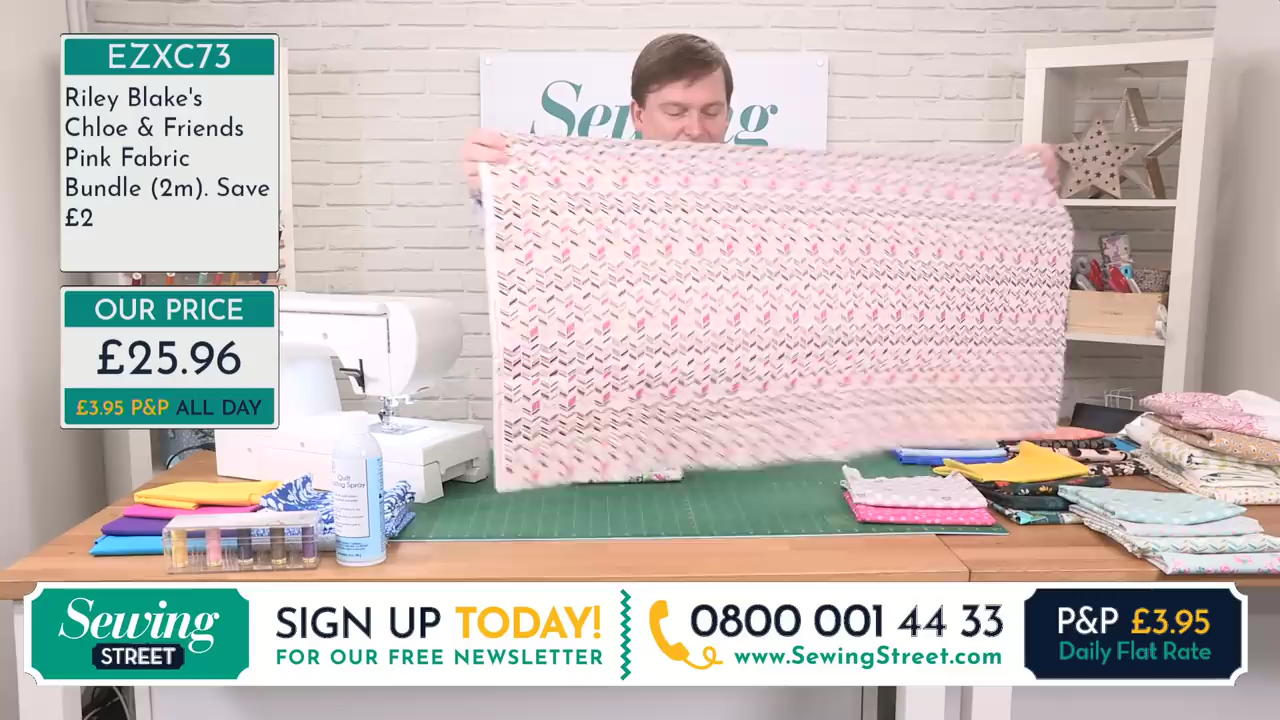 EZXC73
Riley Blake's
Chloe & Friends
Pink Fabric
Bundle (2m). Save
£2
OUR PRICE
£25.96
£3.95 P&P ALL DAY
Sewing
Quilt
Spray
Sewing
STREET
SIGN UP TODAY!
FOR OUR FREE NEWSLETTER
0800 001 44 33
www.SewingStreet.com
P&P £3.95
Daily Flat Rate